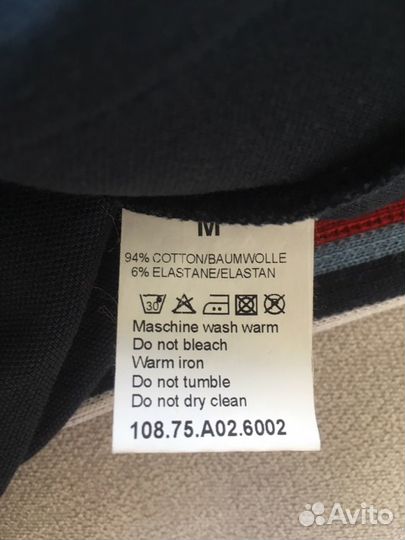 M
94% COTTON/BAUMWOLLE
6% ELASTANE/ELASTAN
30°
Maschine wash warm
Do not bleach
Warm iron
Do not tumble
Do not dry clean
108.75.A02.6002
Avito